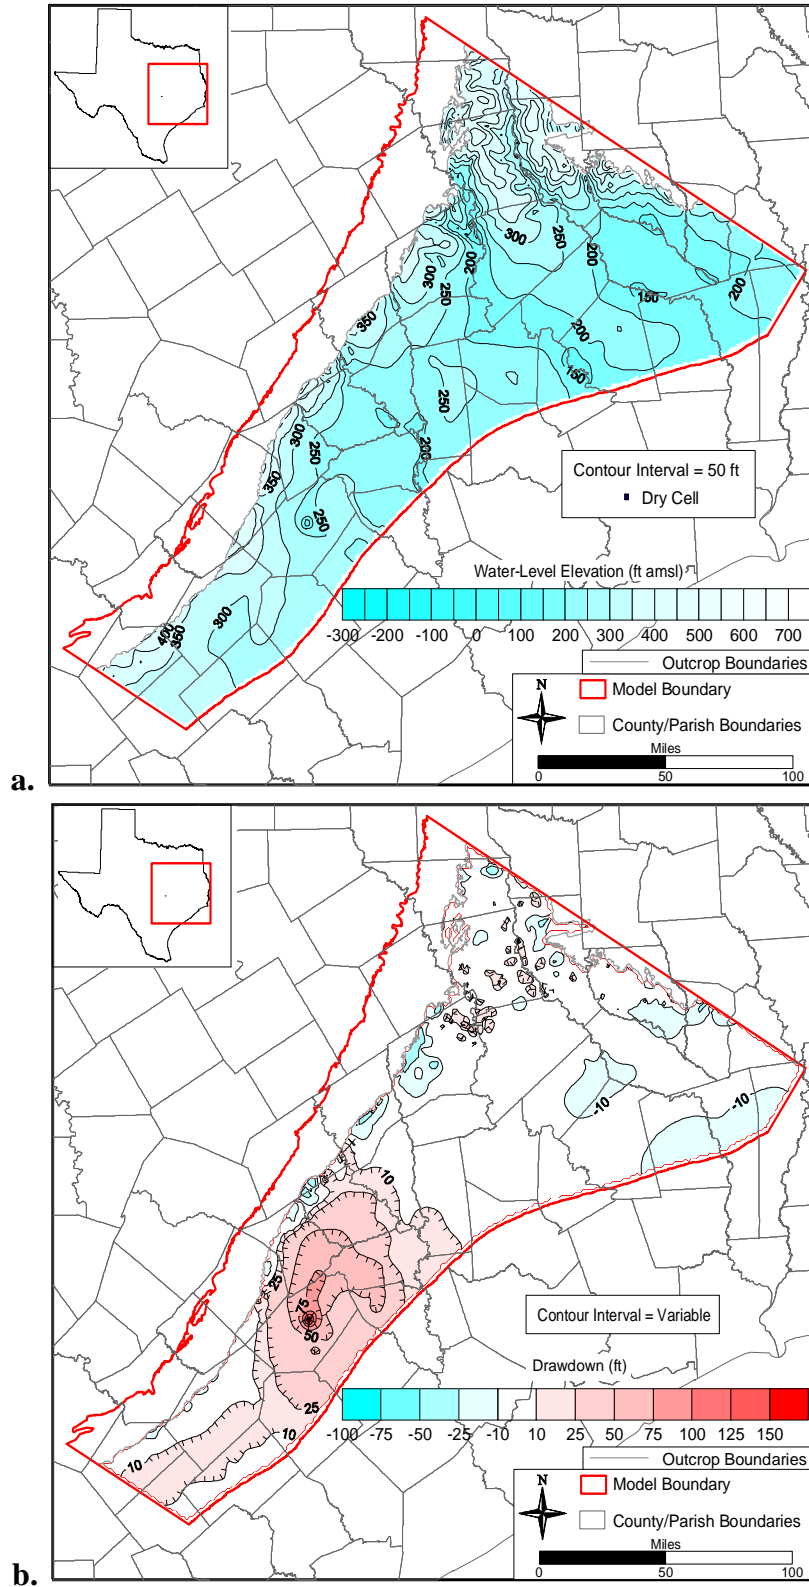 300
250
200
200
300
250
350
150
200
200
150
250
300
250
200
350
250
300
400
350
Contour Interval = 50 ft
Dry Cell
Water-Level Elevation (ft amsl)
-300 -200 -100 0 100 200 300 400 500 600 700
Outcrop Boundaries
N
Model Boundary
County/Parish Boundaries
Miles
0 50 100
a.
-10
-10
10
25
75
50
25
10
10
Contour Interval = Variable
Drawdown (ft)
-100 -75 -50 -25 -10 10 25 50 75 100 125 150
Outcrop Boundaries
N
Model Boundary
County/Parish Boundaries
Miles
0 50 100
b.